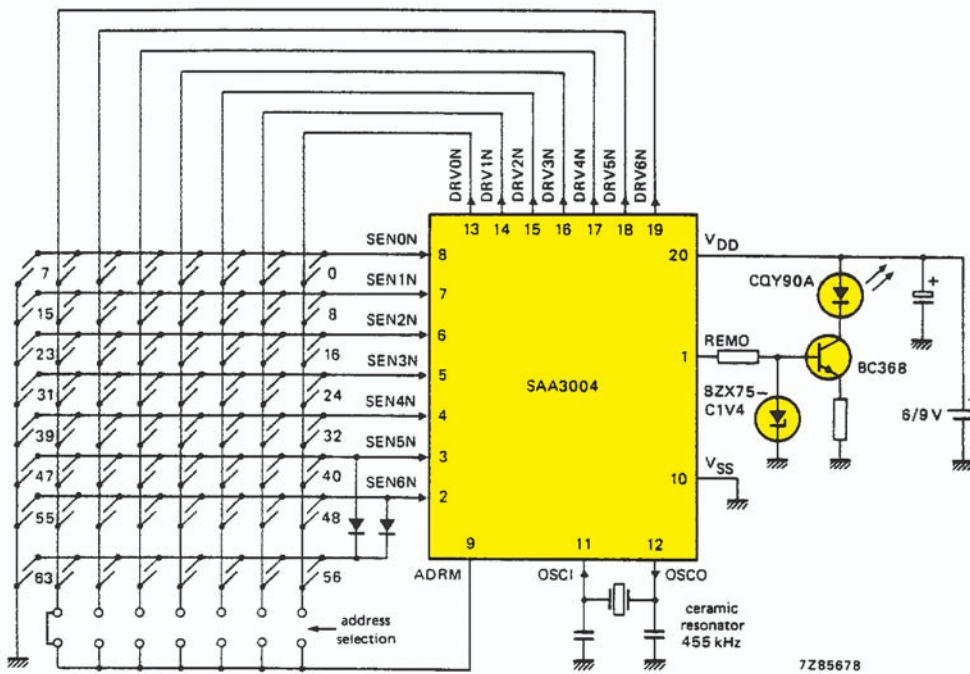 DRV0N
DRV1N
DRV2N
DRV3N
DRV4N
DRV5N
DRV6N
13 14 15 16 17 18 19
SEN0N
8
7 0
SEN1N
7
15 8
SEN2N
6
23 16
SEN3N
5
31 24
SEN4N
4
39 32
SEN5N
3
47 40
SEN6N
2
55 48
63 56
SAA3004
20
VDD
CQY90A
+
1
REMO
BC368
BZX75-
C1V4
6/9 V
10
VSS
9
ADRM
11
OSCI
12
OSCO
address
selection
ceramic
resonator
455 kHz
7Z85678